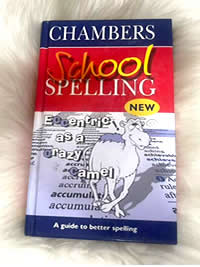 CHAMBERS
School
SPELLING
NEW
Eccentric
as a
crazy
camel
A guide to better spelling